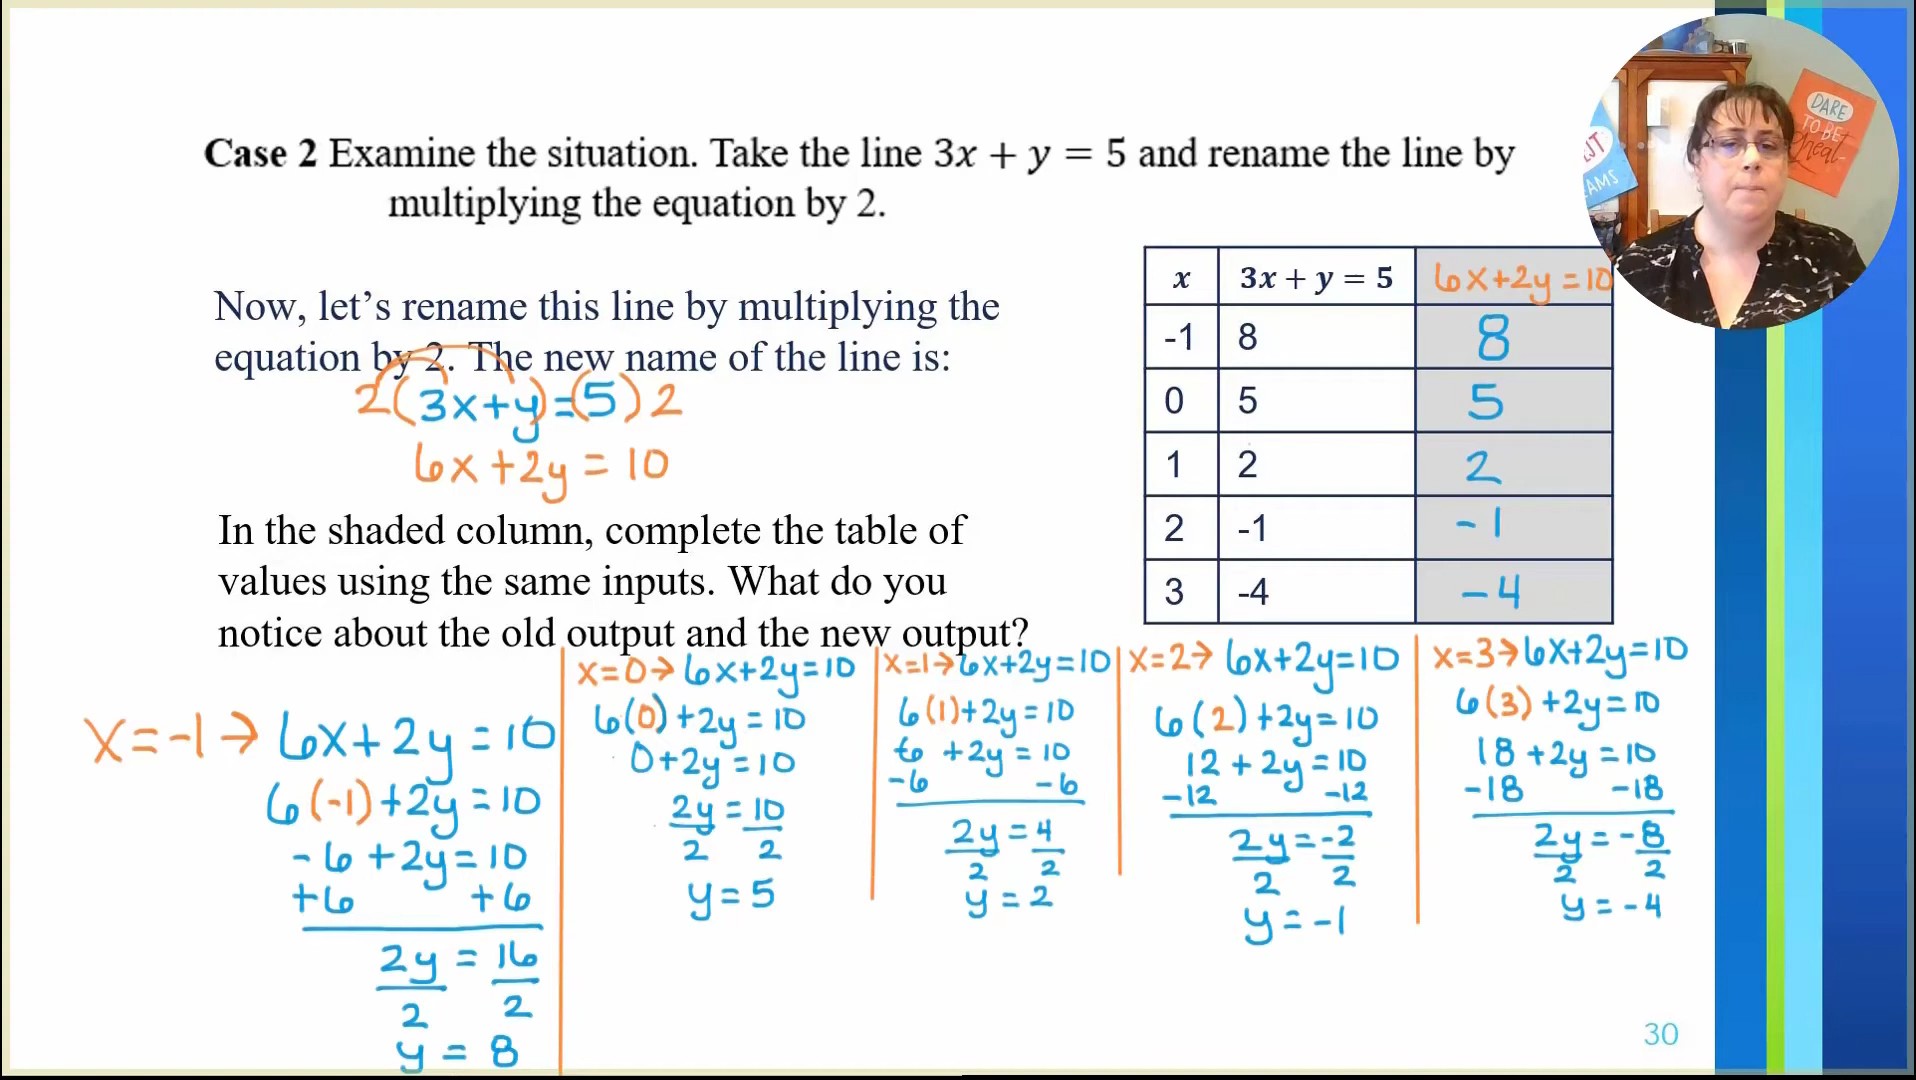 Case 2 Examine the situation. Take the line 3x + y = 5 and rename the line by
multiplying the equation by 2.
Now, let's rename this line by multiplying the
equation by 2. The new name of the line is:
2(3x+y)=(5)2
6x+2y=10
In the shaded column, complete the table of
values using the same inputs. What do you
notice about the old output and the new output?
x 3x + y = 5 6x+2y=10
-1 8 8
0 5 5
1 2 2
2 -1 -1
3 -4 -4
x=-1→ 6x+2y=10
6(-1)+2y=10
-6+2y=10
+6 +6
2y = 16
2 2
y = 8
x=0→ 6x+2y=10
6(0)+2y=10
0+2y=10
2y = 10
2 2
y=5
x=1→6x+2y=10
6(1)+2y=10
6 +2y=10
-6 -6
2y=4
2 2
y=2
x=2→ 6x+2y=10
6(2)+2y=10
12+2y=10
-12 -12
2y=-2
2 2
y=-1
x=3→6x+2y=10
6(3)+2y=10
18+2y=10
-18 -18
2y=-8
2 2
y=-4
DARE
TO BE
Great
AMS
30